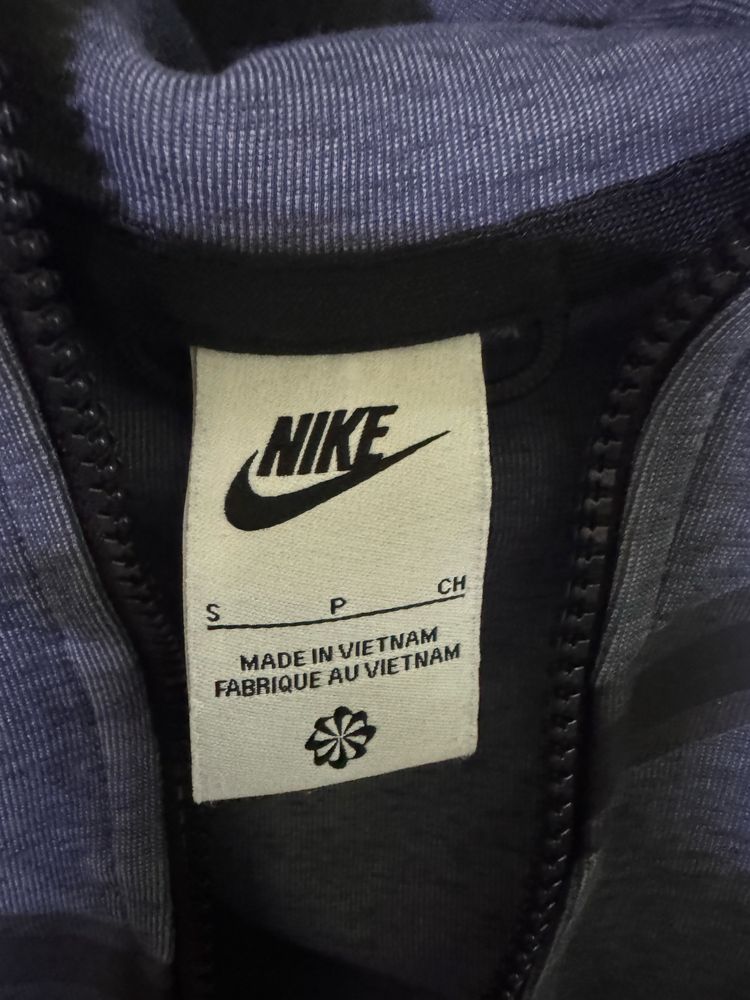 NIKE
S P CH
MADE IN VIETNAM
FABRIQUE AU VIETNAM